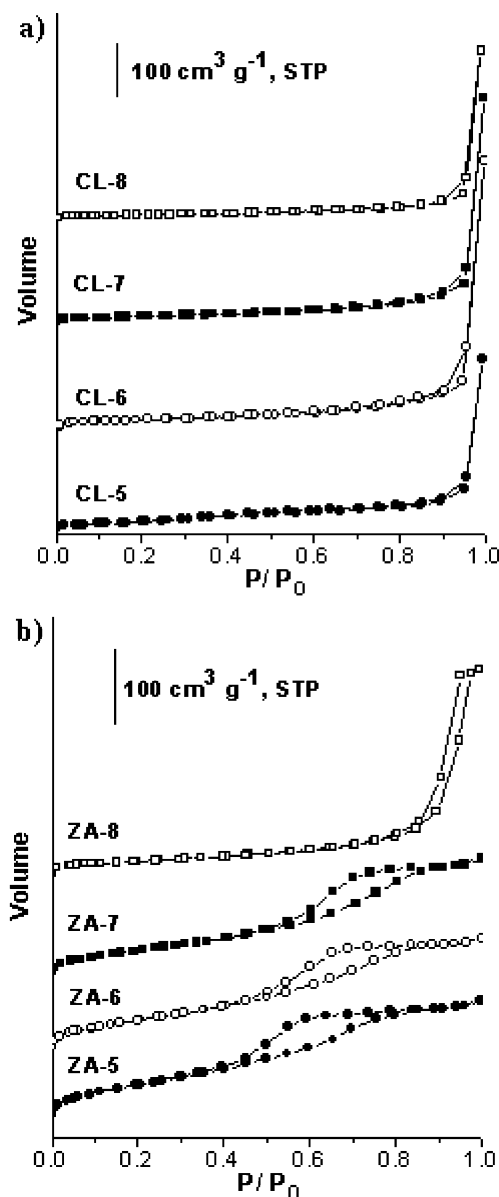 a)
100 cm³ g⁻¹, STP
CL-8
CL-7
CL-6
CL-5
Volume
0.0 0.2 0.4 0.6 0.8 1.0
P/P₀
b)
100 cm³ g⁻¹, STP
ZA-8
ZA-7
ZA-6
ZA-5
Volume
0.0 0.2 0.4 0.6 0.8 1.0
P/P₀